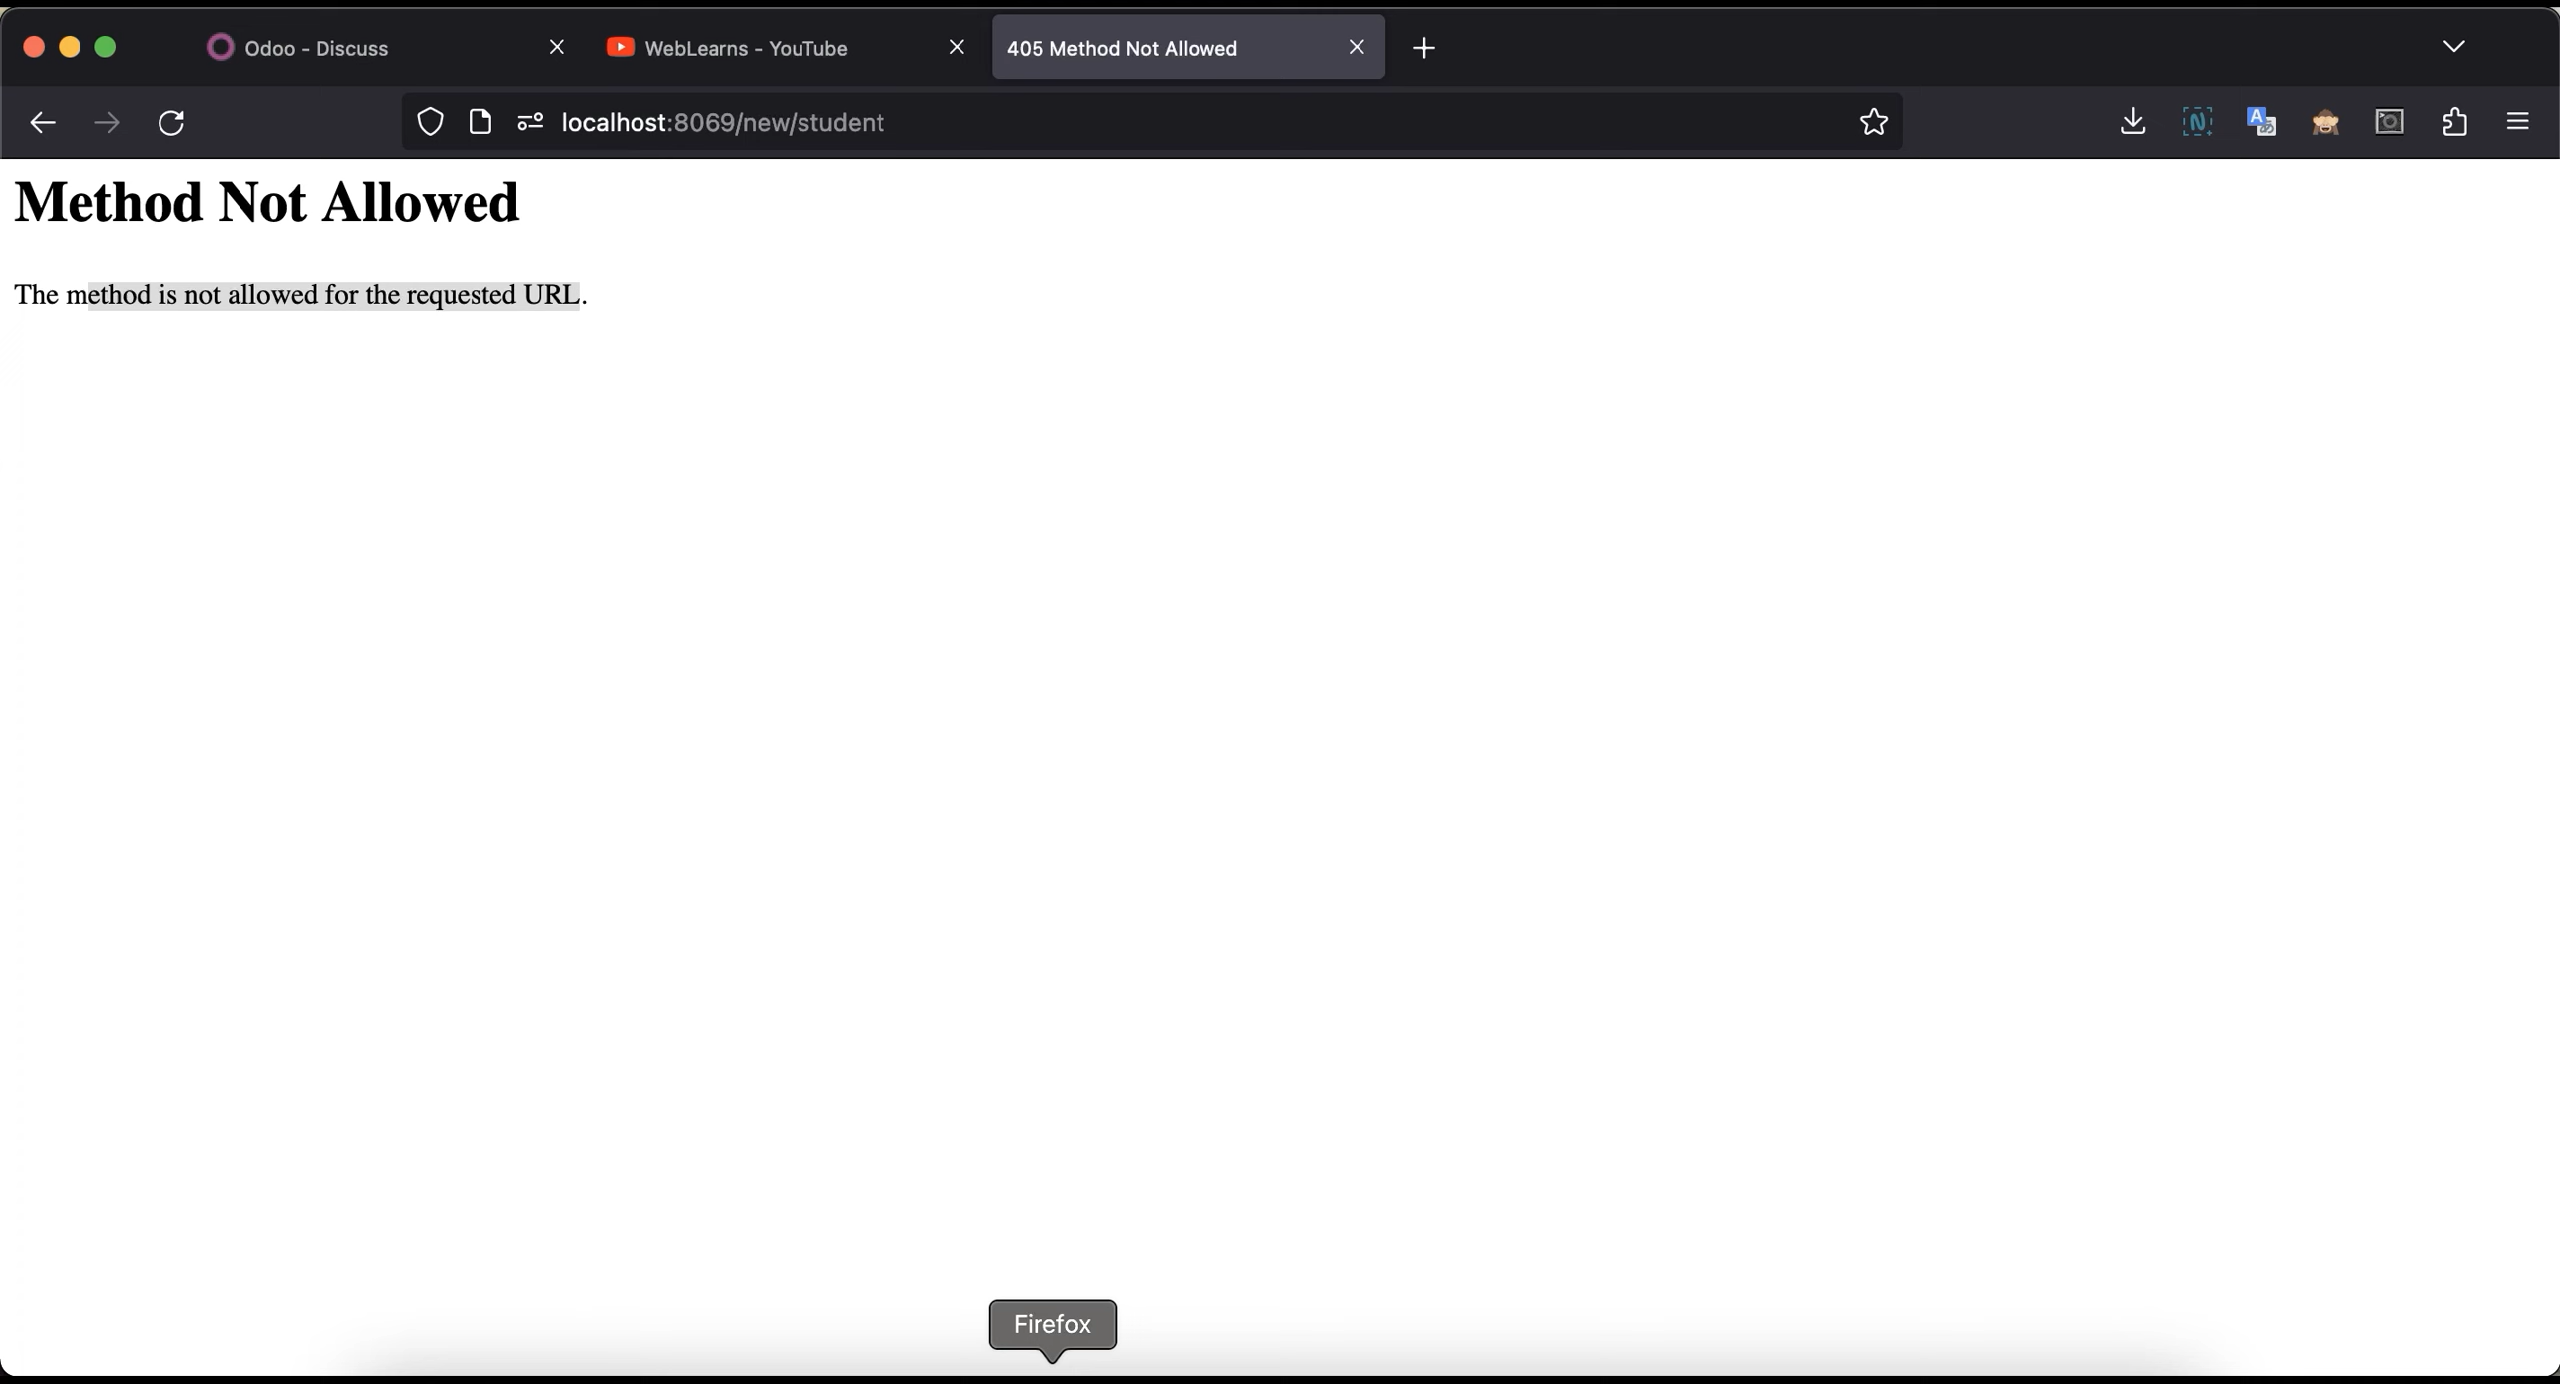 Odoo - Discuss
WebLearns - YouTube
405 Method Not Allowed
localhost:8069/new/student
Method Not Allowed
The method is not allowed for the requested URL.
Firefox